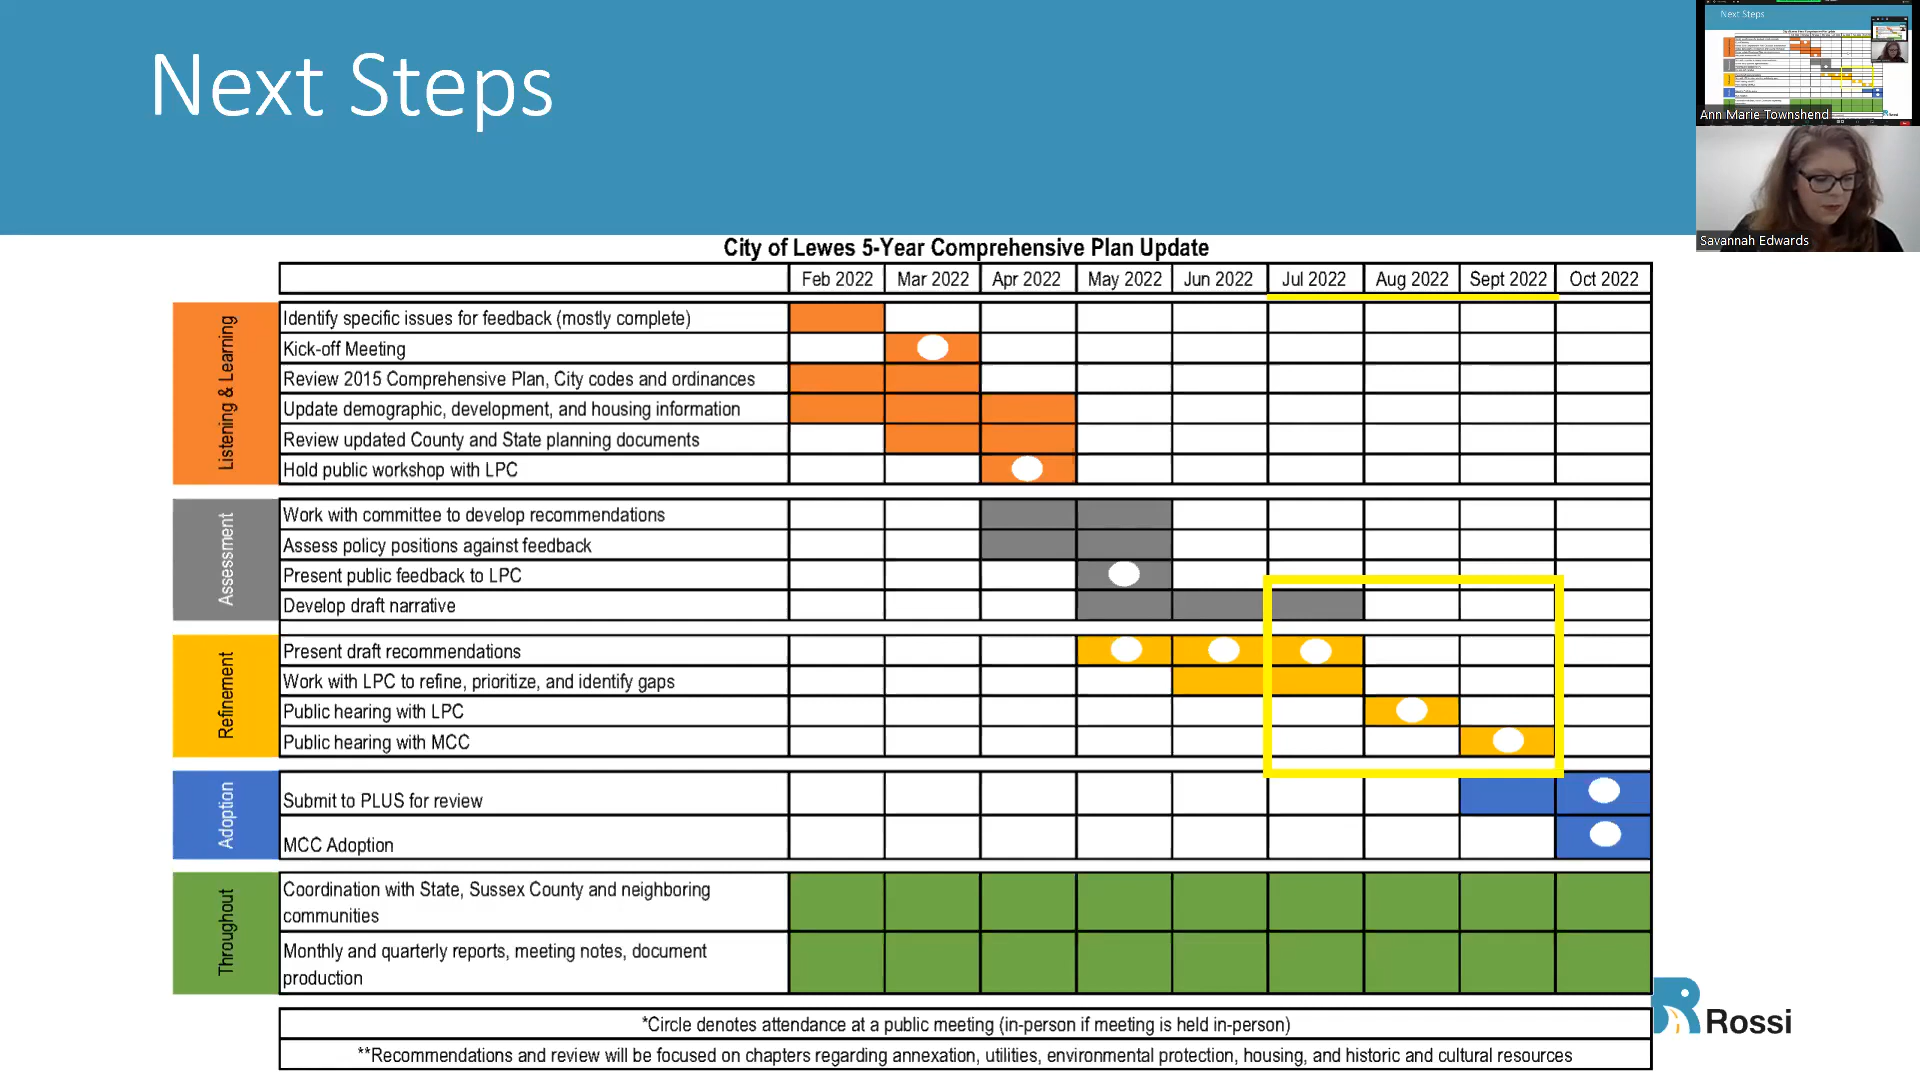 Next Steps
Next Steps
Ann Marie Townshend
Rossi
Savannah Edwards
City of Lewes 5-Year Comprehensive Plan Update
Feb 2022 Mar 2022 Apr 2022 May 2022 Jun 2022 Jul 2022 Aug 2022 Sept 2022 Oct 2022
Listening & Learning
Identify specific issues for feedback (mostly complete)
Kick-off Meeting
Review 2015 Comprehensive Plan, City codes and ordinances
Update demographic, development, and housing information
Review updated County and State planning documents
Hold public workshop with LPC
Assessment
Work with committee to develop recommendations
Assess policy positions against feedback
Present public feedback to LPC
Develop draft narrative
Refinement
Present draft recommendations
Work with LPC to refine, prioritize, and identify gaps
Public hearing with LPC
Public hearing with MCC
Adoption
Submit to PLUS for review
MCC Adoption
Throughout
Coordination with State, Sussex County and neighboring
communities
Monthly and quarterly reports, meeting notes, document
production
*Circle denotes attendance at a public meeting (in-person if meeting is held in-person)
**Recommendations and review will be focused on chapters regarding annexation, utilities, environmental protection, housing, and historic and cultural resources
Rossi